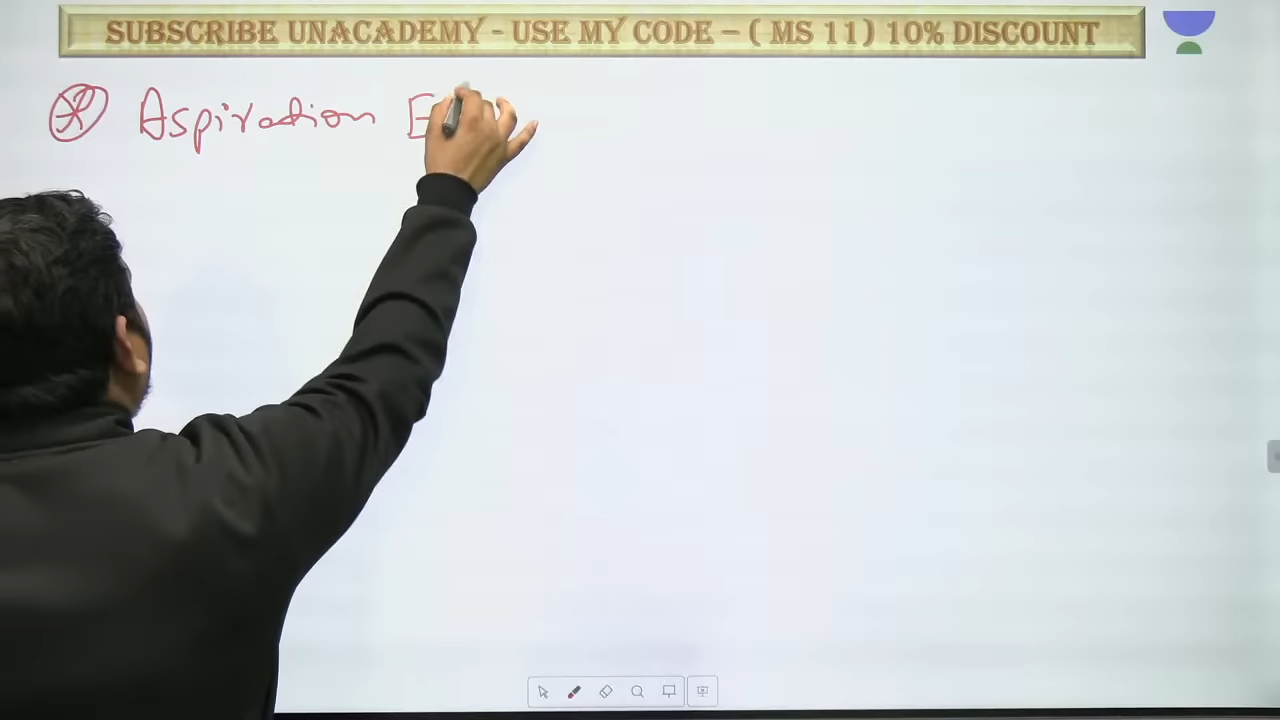 SUBSCRIBE UNACADEMY - USE MY CODE – ( MS 11) 10% DISCOUNT
Aspiration E